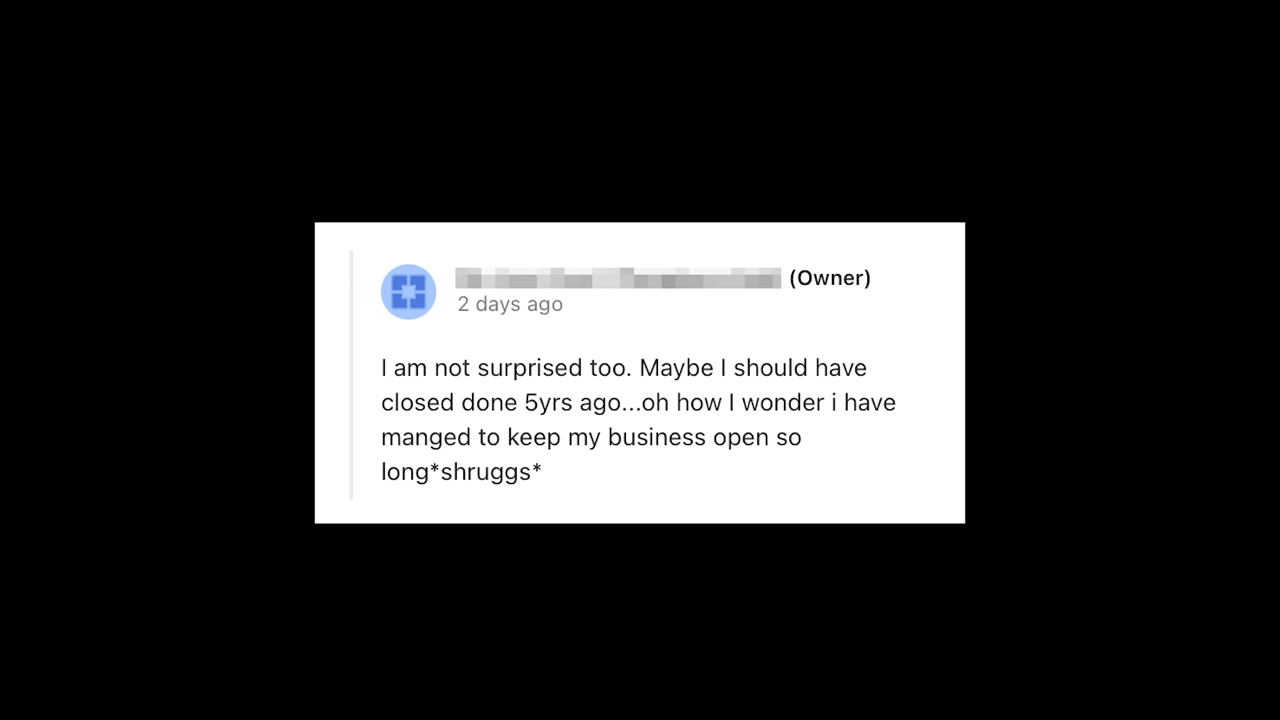 (Owner)
2 days ago
I am not surprised too. Maybe I should have
closed done 5yrs ago...oh how I wonder i have
manged to keep my business open so
long*shruggs*